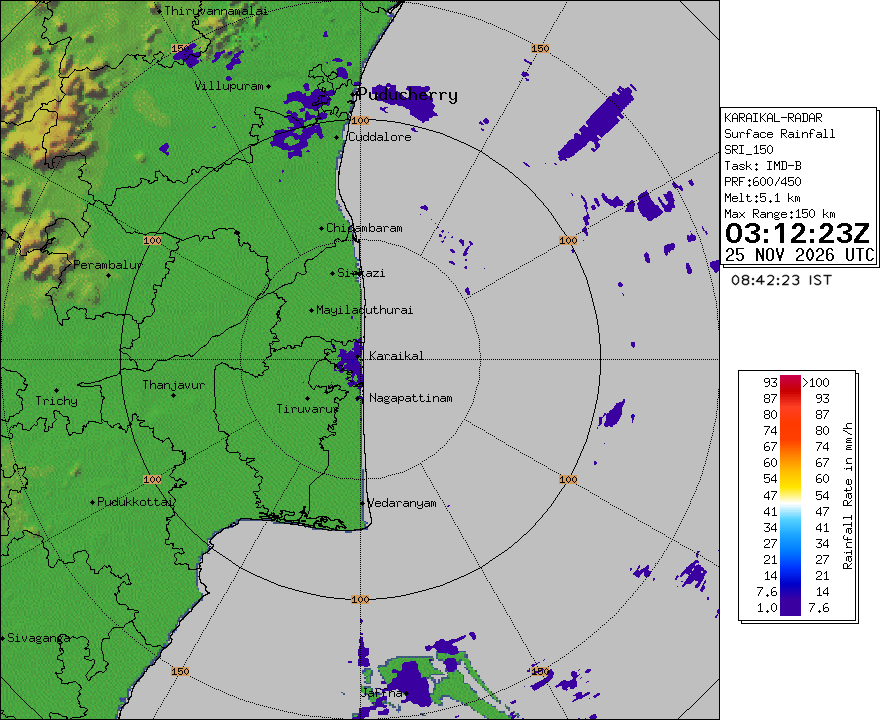 Thiruvannamalai
150
150
Villupuram
Puducherry
100
Cuddalore
Chidambaram
100
100
Perambalur
Sirkazi
Mayiladuthurai
Karaikal
Thanjavur
Trichy
Tiruvarur
Nagapattinam
100
100
Pudukkottai
Vedaranyam
100
Sivaganga
150
150
Jaffna
KARAIKAL-RADAR
Surface Rainfall
SRI_150
Task: IMD-B
PRF:600/450
Melt:5.1 km
Max Range:150 km
03:12:23Z
25 NOV 2026 UTC
08:42:23 IST
93 >100
87 93
80 87
74 80
67 74
60 67
54 60
47 54
41 47
34 41
27 34
21 27
14 21
7.6 14
1.0 7.6
Rainfall Rate in mm/h